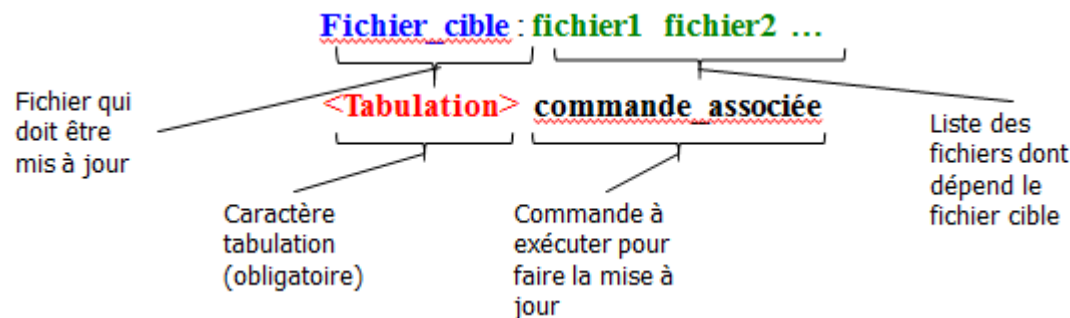 Fichier_cible : fichier1 fichier2 ...
<Tabulation> commande_associée
Fichier qui
doit être
mis à jour
Caractère
tabulation
(obligatoire)
Commande à
exécuter pour
faire la mise à
jour
Liste des
fichiers dont
dépend le
fichier cible